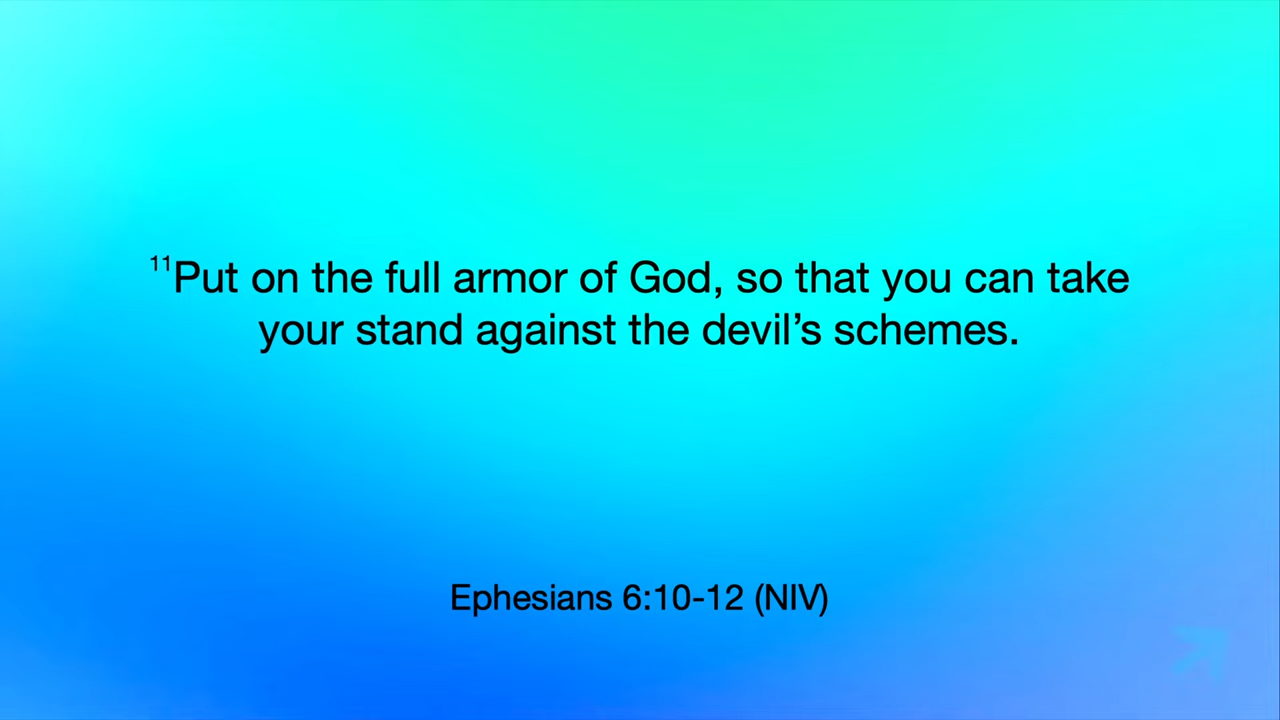 ¹¹Put on the full armor of God, so that you can take
your stand against the devil’s schemes.
Ephesians 6:10-12 (NIV)